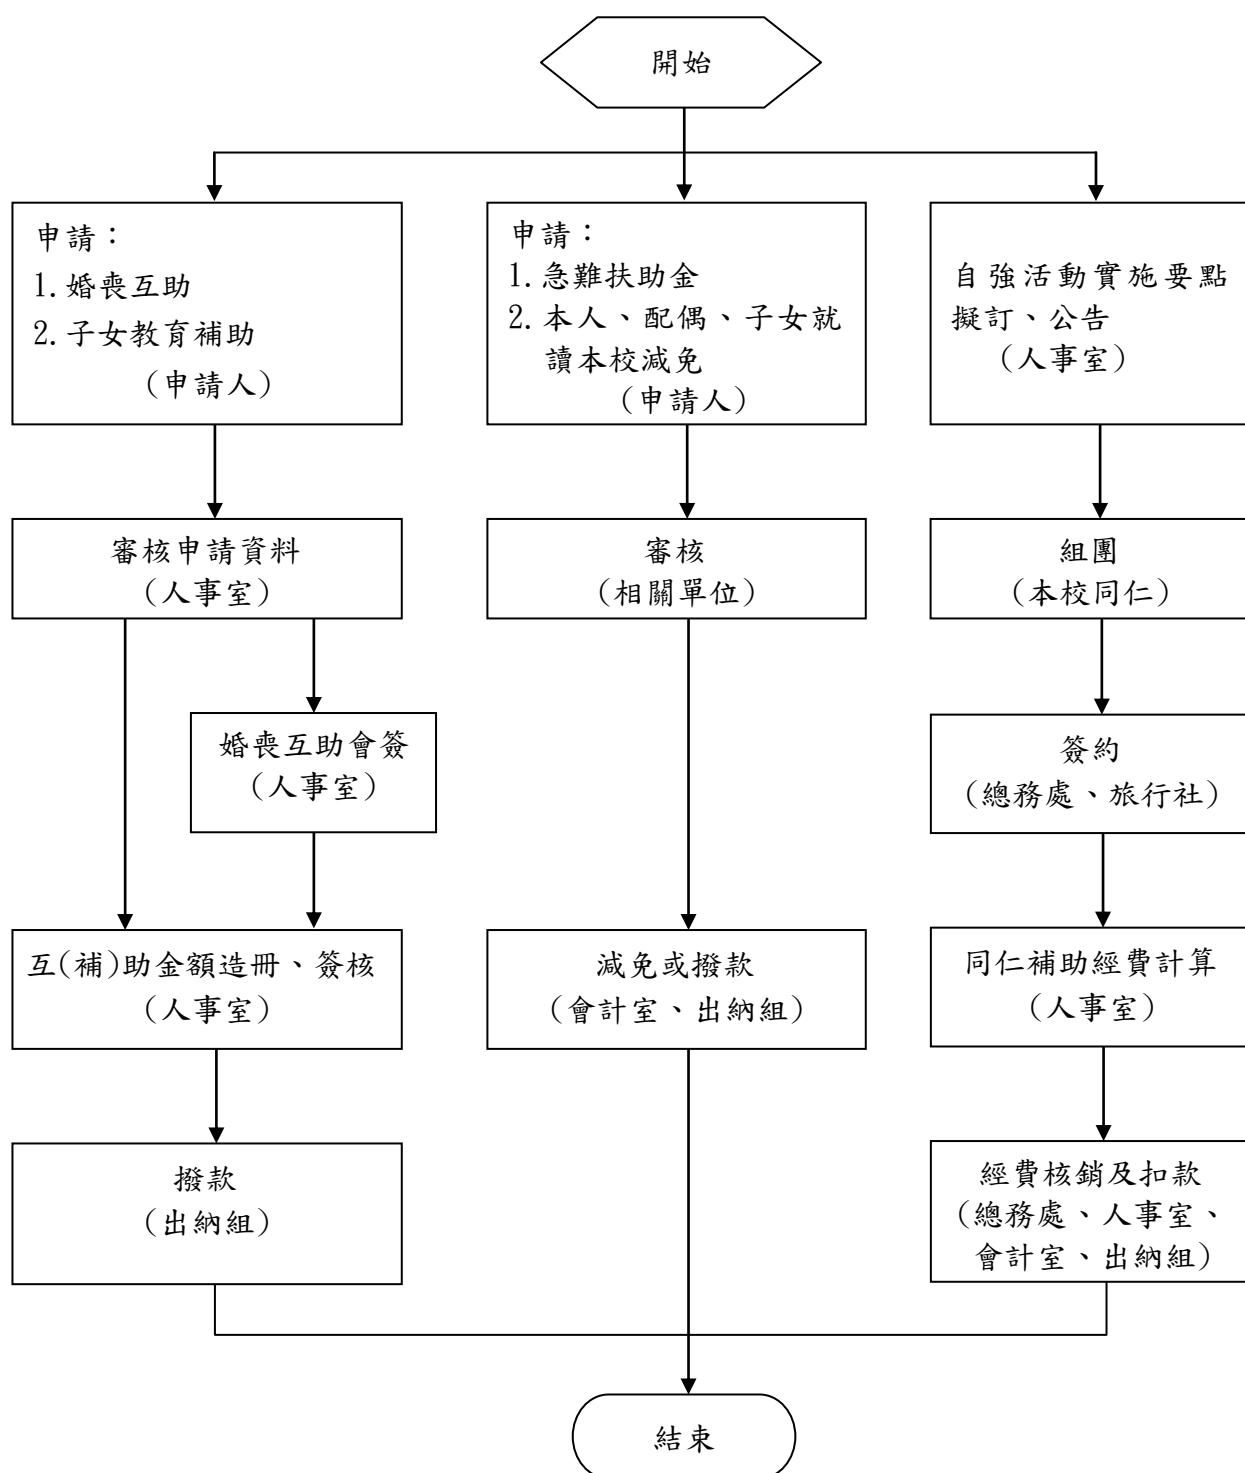 開始
申請：
1.婚喪互助
2.子女教育補助
(申請人)
申請：
1.急難扶助金
2.本人、配偶、子女就
讀本校減免
(申請人)
自強活動實施要點
擬訂、公告
(人事室)
審核申請資料
(人事室)
審核
(相關單位)
組團
(本校同仁)
婚喪互助會簽
(人事室)
簽約
(總務處、旅行社)
互(補)助金額造冊、簽核
(人事室)
減免或撥款
(會計室、出納組)
同仁補助經費計算
(人事室)
撥款
(出納組)
經費核銷及扣款
(總務處、人事室、
會計室、出納組)
結束